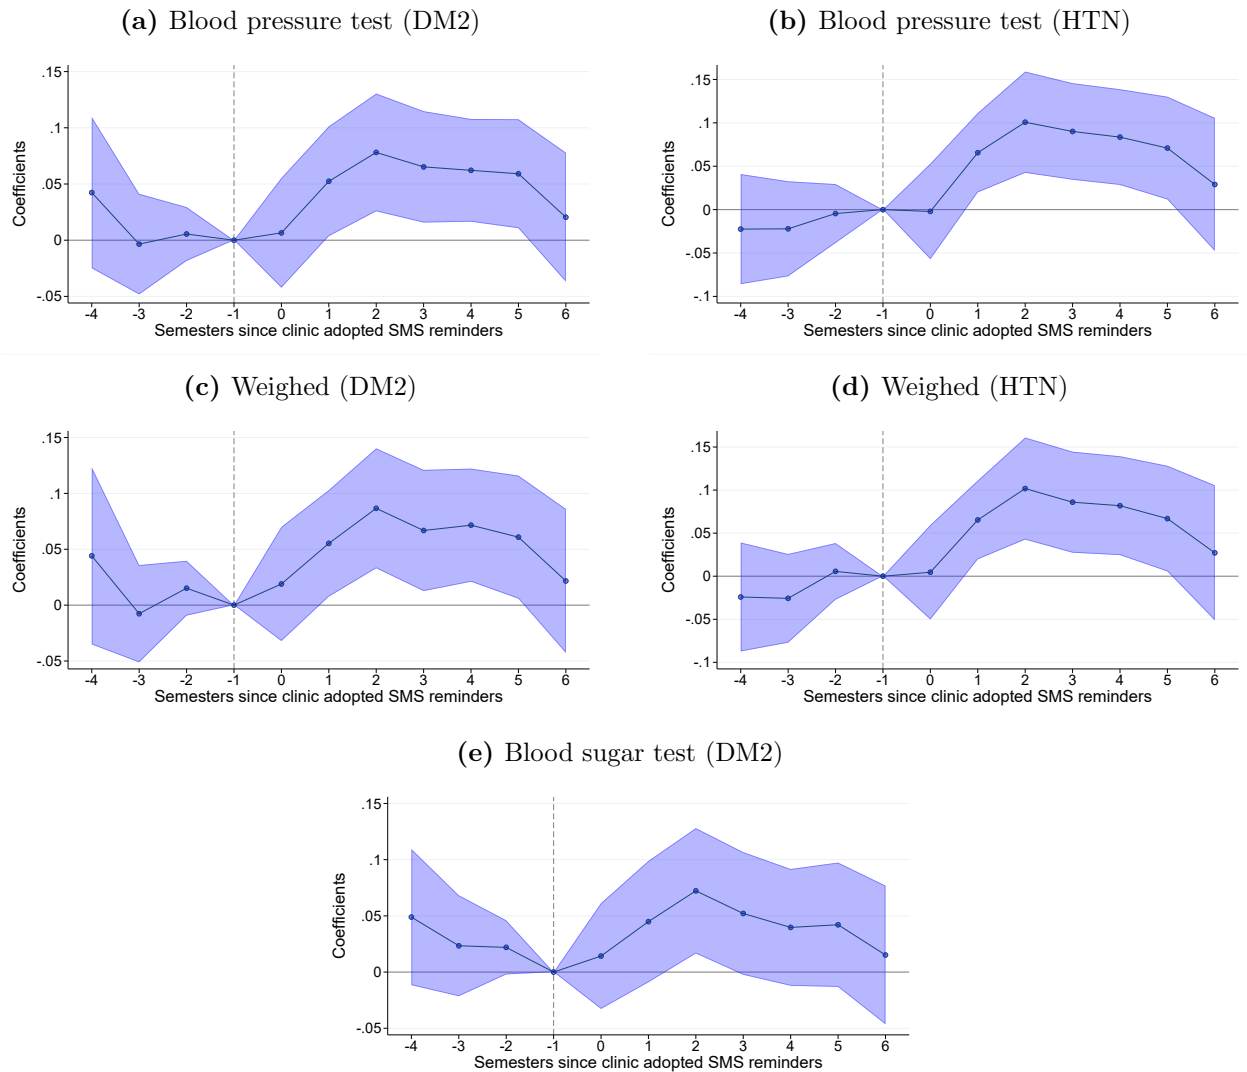 (a) Blood pressure test (DM2)
.15
.1
.05
0
-.05
Coefficients
-4 -3 -2 -1 0 1 2 3 4 5 6
Semesters since clinic adopted SMS reminders
(b) Blood pressure test (HTN)
.15
.1
.05
0
-.05
-.1
Coefficients
-4 -3 -2 -1 0 1 2 3 4 5 6
Semesters since clinic adopted SMS reminders
(c) Weighed (DM2)
.15
.1
.05
0
-.05
Coefficients
-4 -3 -2 -1 0 1 2 3 4 5 6
Semesters since clinic adopted SMS reminders
(d) Weighed (HTN)
.15
.1
.05
0
-.05
-.1
Coefficients
-4 -3 -2 -1 0 1 2 3 4 5 6
Semesters since clinic adopted SMS reminders
(e) Blood sugar test (DM2)
.15
.1
.05
0
-.05
Coefficients
-4 -3 -2 -1 0 1 2 3 4 5 6
Semesters since clinic adopted SMS reminders